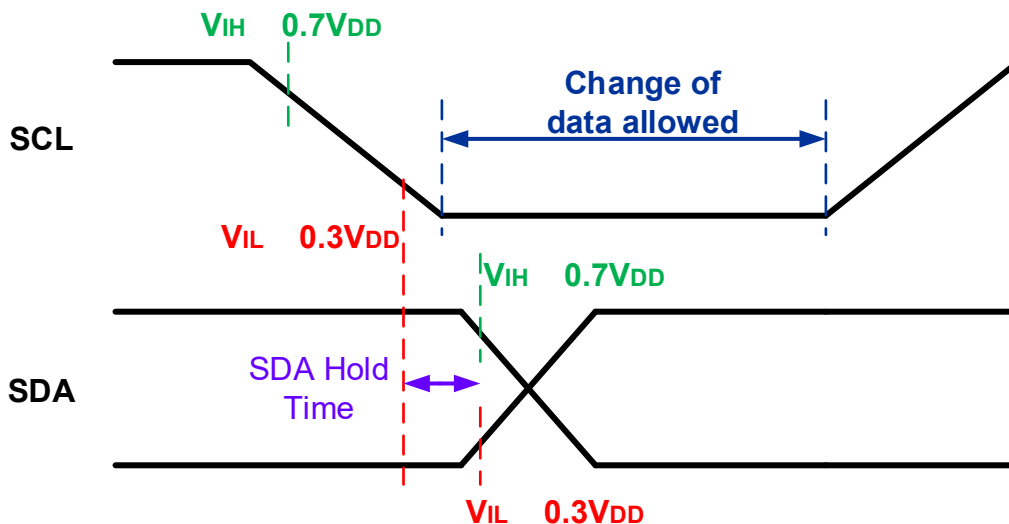 VIH 0.7VDD
Change of
data allowed
SCL
VIL 0.3VDD
VIH 0.7VDD
SDA Hold
Time
SDA
VIL 0.3VDD